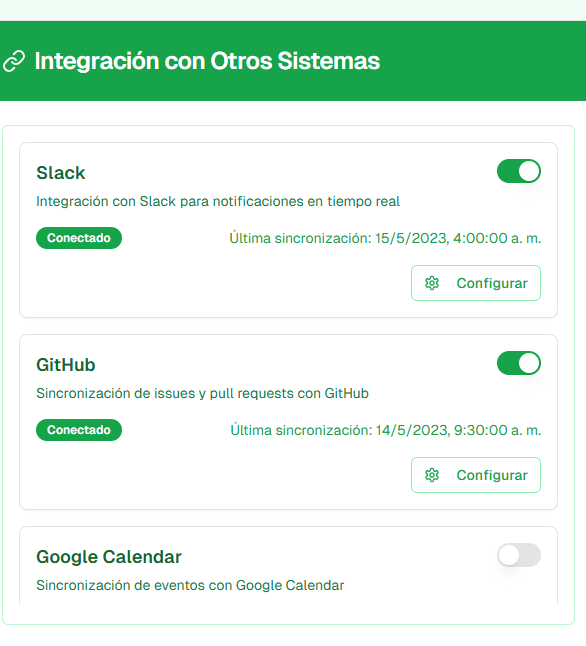 Integración con Otros Sistemas
Slack
Integración con Slack para notificaciones en tiempo real
Conectado
Última sincronización: 15/5/2023, 4:00:00 a. m.
Configurar
GitHub
Sincronización de issues y pull requests con GitHub
Conectado
Última sincronización: 14/5/2023, 9:30:00 a. m.
Configurar
Google Calendar
Sincronización de eventos con Google Calendar